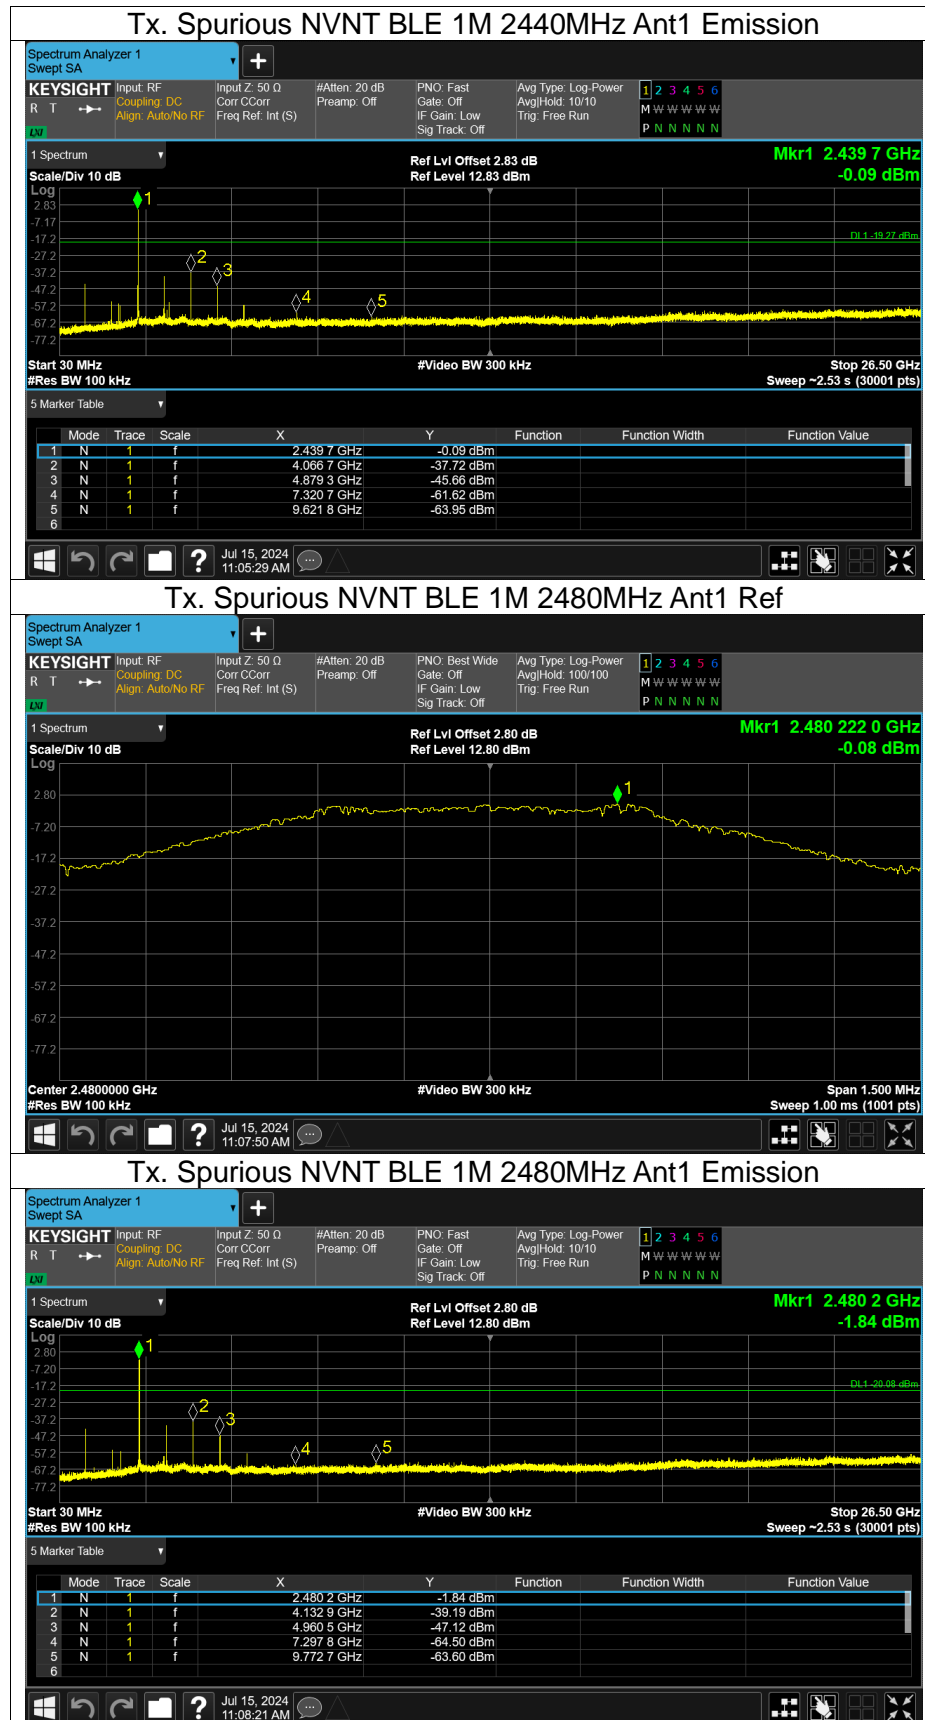 Tx. Spurious NVNT BLE 1M 2440MHz Ant1 Emission
Spectrum Analyzer 1
Swept SA
+
KEYSIGHT Input: RF Input Z: 50 Ω #Atten: 20 dB PNO: Fast Avg Type: Log-Power 1 2 3 4 5 6
R T Coupling: DC Corr CCorr Preamp: Off Gate: Off Avg|Hold: 10/10 M W W W W W
Align: Auto/No RF Freq Ref: Int (S) IF Gain: Low Trig: Free Run
LXI Sig Track: Off P N N N N N
1 Spectrum Ref Lvl Offset 2.83 dB Mkr1 2.439 7 GHz
Scale/Div 10 dB Ref Level 12.83 dBm -0.09 dBm
Log
1
2.83
-7.17
-17.2
DL1 -19.27 dBm
-27.2
2
-37.2
3
-47.2
-57.2
4
5
-67.2
-77.2
Start 30 MHz #Video BW 300 kHz Stop 26.50 GHz
#Res BW 100 kHz Sweep ~2.53 s (30001 pts)
5 Marker Table
Mode Trace Scale X Y Function Function Width Function Value
1 N 1 f 2.439 7 GHz -0.09 dBm
2 N 1 f 4.066 7 GHz -37.72 dBm
3 N 1 f 4.879 3 GHz -45.66 dBm
4 N 1 f 7.320 7 GHz -61.62 dBm
5 N 1 f 9.621 8 GHz -63.95 dBm
6
? Jul 15, 2024
11:05:29 AM
Tx. Spurious NVNT BLE 1M 2480MHz Ant1 Ref
Spectrum Analyzer 1
Swept SA
+
KEYSIGHT Input: RF Input Z: 50 Ω #Atten: 20 dB PNO: Best Wide Avg Type: Log-Power 1 2 3 4 5 6
R T Coupling: DC Corr CCorr Preamp: Off Gate: Off Avg|Hold: 100/100 M W W W W W
Align: Auto/No RF Freq Ref: Int (S) IF Gain: Low Trig: Free Run
LXI Sig Track: Off P N N N N N
1 Spectrum Ref Lvl Offset 2.80 dB Mkr1 2.480 222 0 GHz
Scale/Div 10 dB Ref Level 12.80 dBm -0.08 dBm
Log
1
2.80
-7.20
-17.2
-27.2
-37.2
-47.2
-57.2
-67.2
-77.2
Center 2.4800000 GHz #Video BW 300 kHz Span 1.500 MHz
#Res BW 100 kHz Sweep 1.00 ms (1001 pts)
? Jul 15, 2024
11:07:50 AM
Tx. Spurious NVNT BLE 1M 2480MHz Ant1 Emission
Spectrum Analyzer 1
Swept SA
+
KEYSIGHT Input: RF Input Z: 50 Ω #Atten: 20 dB PNO: Fast Avg Type: Log-Power 1 2 3 4 5 6
R T Coupling: DC Corr CCorr Preamp: Off Gate: Off Avg|Hold: 10/10 M W W W W W
Align: Auto/No RF Freq Ref: Int (S) IF Gain: Low Trig: Free Run
LXI Sig Track: Off P N N N N N
1 Spectrum Ref Lvl Offset 2.80 dB Mkr1 2.480 2 GHz
Scale/Div 10 dB Ref Level 12.80 dBm -1.84 dBm
Log
1
2.80
-7.20
-17.2
DL1 -20.08 dBm
-27.2
2
-37.2
3
-47.2
-57.2
4
5
-67.2
-77.2
Start 30 MHz #Video BW 300 kHz Stop 26.50 GHz
#Res BW 100 kHz Sweep ~2.53 s (30001 pts)
5 Marker Table
Mode Trace Scale X Y Function Function Width Function Value
1 N 1 f 2.480 2 GHz -1.84 dBm
2 N 1 f 4.132 9 GHz -39.19 dBm
3 N 1 f 4.960 5 GHz -47.12 dBm
4 N 1 f 7.297 8 GHz -64.50 dBm
5 N 1 f 9.772 7 GHz -63.60 dBm
6
? Jul 15, 2024
11:08:21 AM